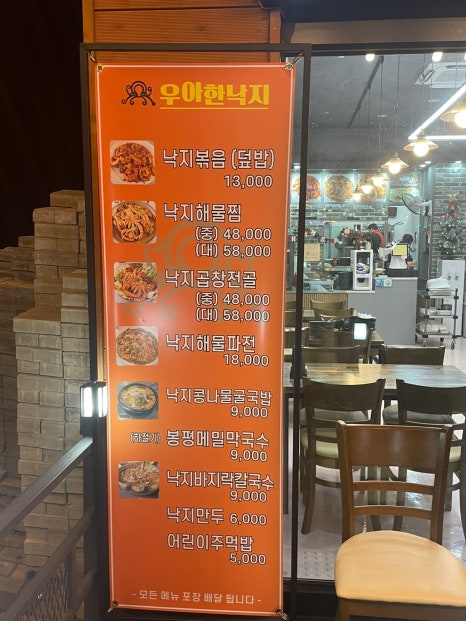 우아한낙지
낙지볶음 (덮밥)
13,000
낙지해물찜
(중) 48,000
(대) 58,000
낙지곱창전골
(중) 48,000
(대) 58,000
낙지해물파전
18,000
낙지콩나물굴국밥
9,000
(하절기) 봉평메밀막국수
9,000
낙지바지락칼국수
9,000
낙지만두 6,000
어린이주먹밥
5,000
- 모든 메뉴 포장 배달 됩니다 -